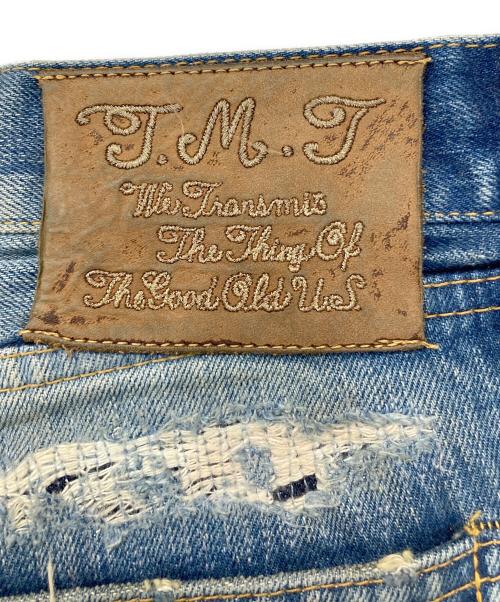 T.M.T
We Transmit
The Thing Of
The Good Old U.S.